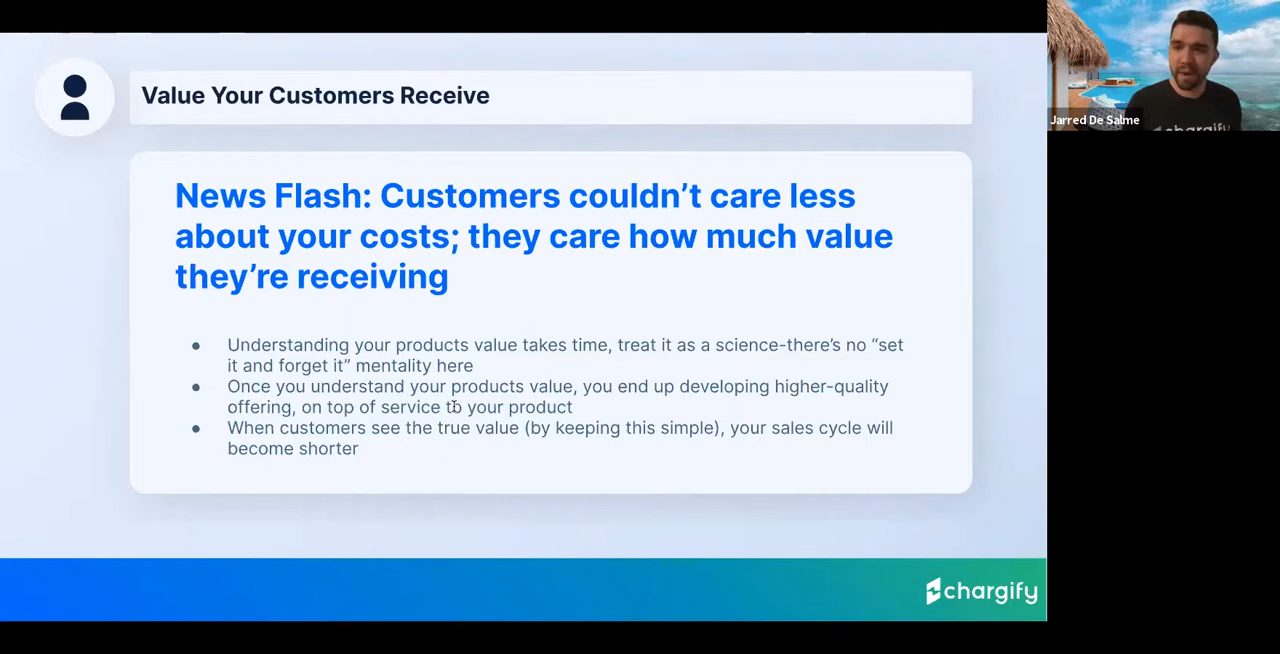 Value Your Customers Receive
News Flash: Customers couldn’t care less
about your costs; they care how much value
they’re receiving
● Understanding your products value takes time, treat it as a science-there’s no “set
it and forget it” mentality here
● Once you understand your products value, you end up developing higher-quality
offering, on top of service to your product
● When customers see the true value (by keeping this simple), your sales cycle will
become shorter
chargify
Jarred De Salme
chargify